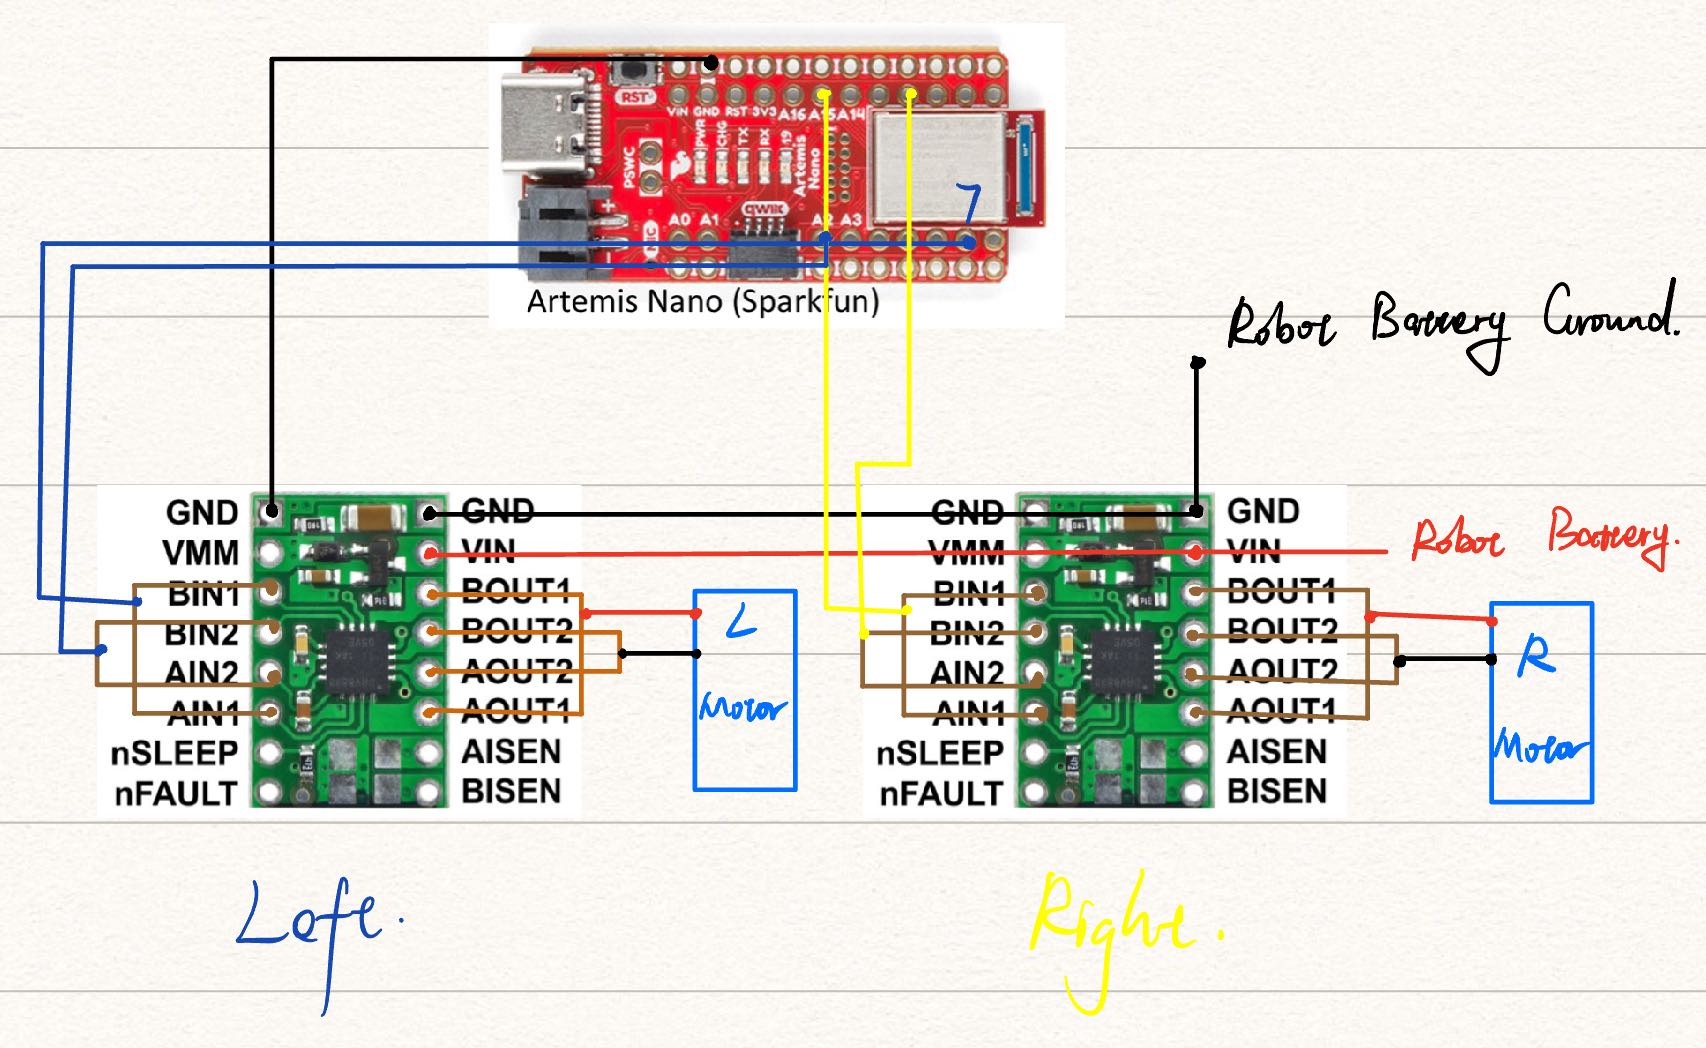 RST
VIN GND RST 3V3 A16 A15 A14
PWR CHG TX RX 19
Artemis
Nano
PSWC
+
qwiic
7
A0 A1 A2 A3
MIC
Artemis Nano (Sparkfun)
Robot Battery Ground.
GND GND
VMM VIN
BIN1 BOUT1
BIN2 BOUT2
AIN2 AOUT2
AIN1 AOUT1
nSLEEP AISEN
nFAULT BISEN
L
Motor
GND GND
VMM VIN
BIN1 BOUT1
BIN2 BOUT2
AIN2 AOUT2
AIN1 AOUT1
nSLEEP AISEN
nFAULT BISEN
Robot Battery.
R
Motor
Left.
Right.